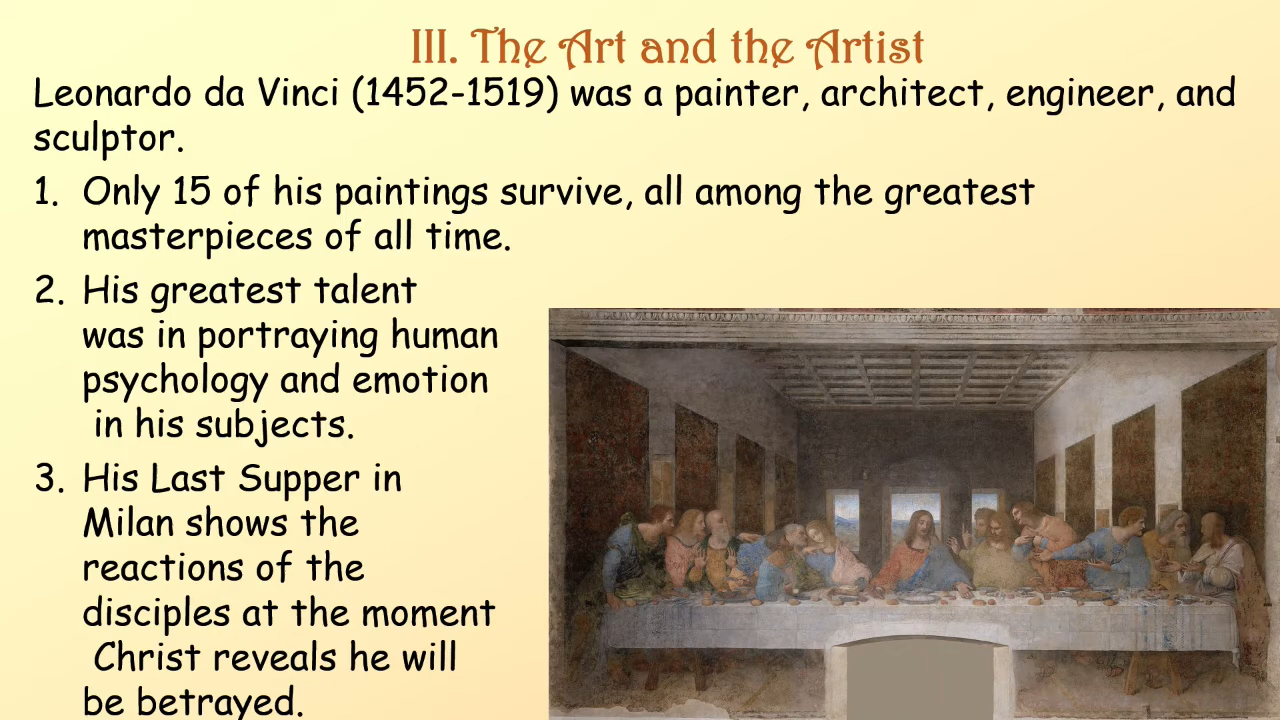 III. The Art and the Artist
Leonardo da Vinci (1452-1519) was a painter, architect, engineer, and
sculptor.
1. Only 15 of his paintings survive, all among the greatest
masterpieces of all time.
2. His greatest talent
was in portraying human
psychology and emotion
in his subjects.
3. His Last Supper in
Milan shows the
reactions of the
disciples at the moment
Christ reveals he will
be betrayed.